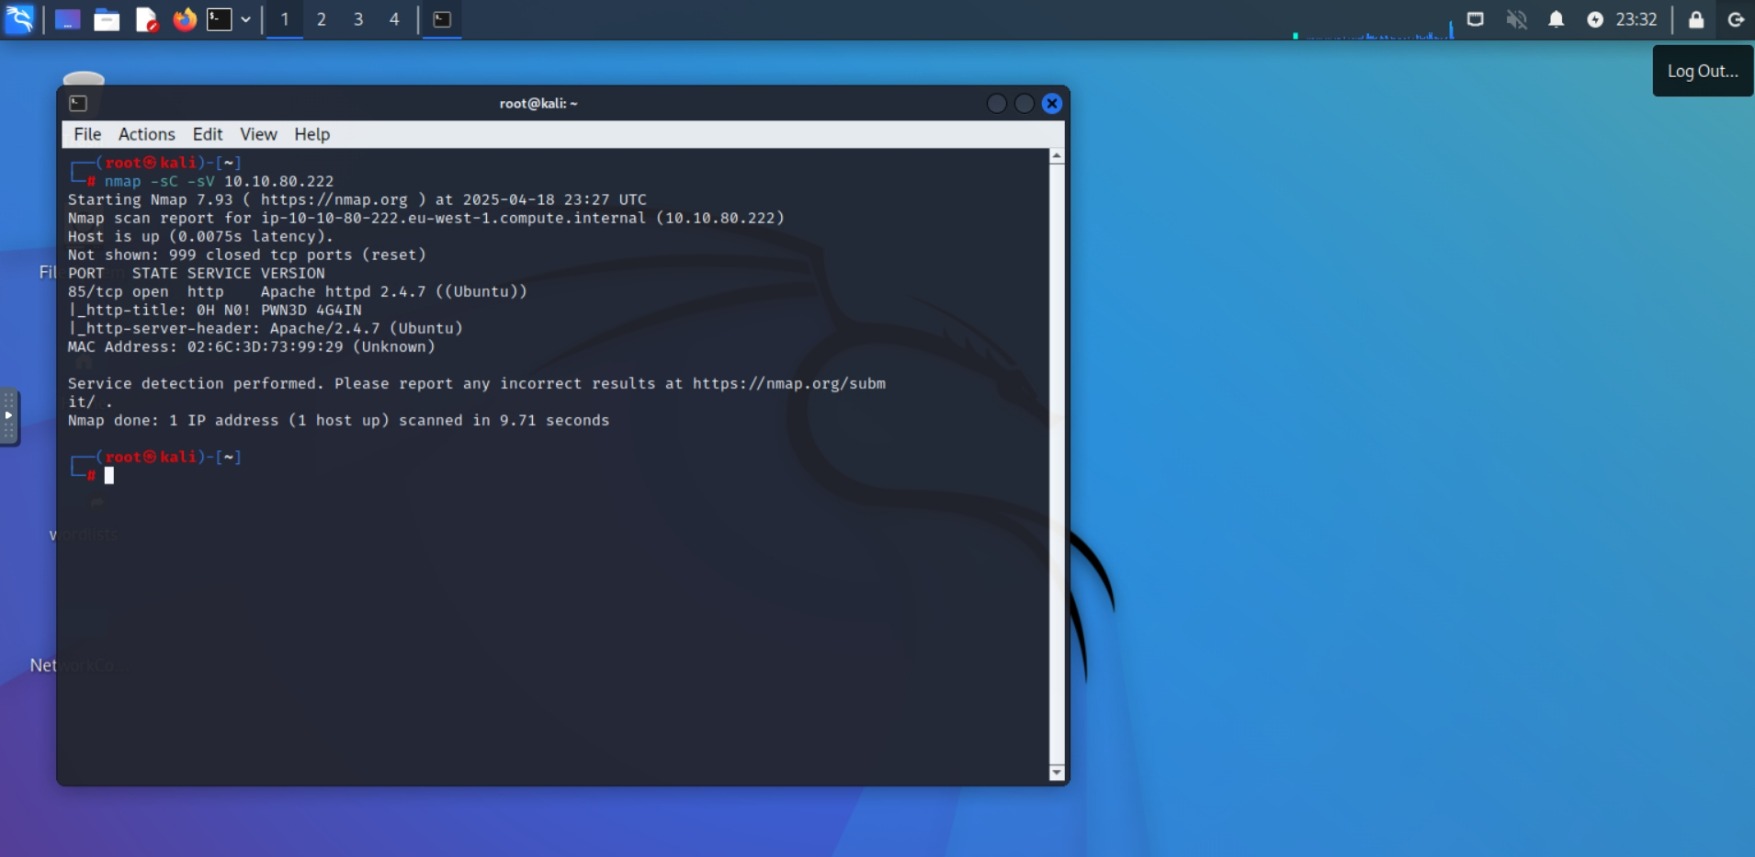 1 2 3 4 23:32
Log Out...
root@kali: ~
File Actions Edit View Help
┌──(root㉿kali)-[~]
└─# nmap -sC -sV 10.10.80.222
Starting Nmap 7.93 ( https://nmap.org ) at 2025-04-18 23:27 UTC
Nmap scan report for ip-10-10-80-222.eu-west-1.compute.internal (10.10.80.222)
Host is up (0.0075s latency).
Not shown: 999 closed tcp ports (reset)
PORT   STATE SERVICE VERSION
85/tcp open  http    Apache httpd 2.4.7 ((Ubuntu))
|_http-title: 0H N0! PWN3D 4G4IN
|_http-server-header: Apache/2.4.7 (Ubuntu)
MAC Address: 02:6C:3D:73:99:29 (Unknown)
Service detection performed. Please report any incorrect results at https://nmap.org/subm
it/ .
Nmap done: 1 IP address (1 host up) scanned in 9.71 seconds
┌──(root㉿kali)-[~]
└─#
wordlists
NetworkCo...